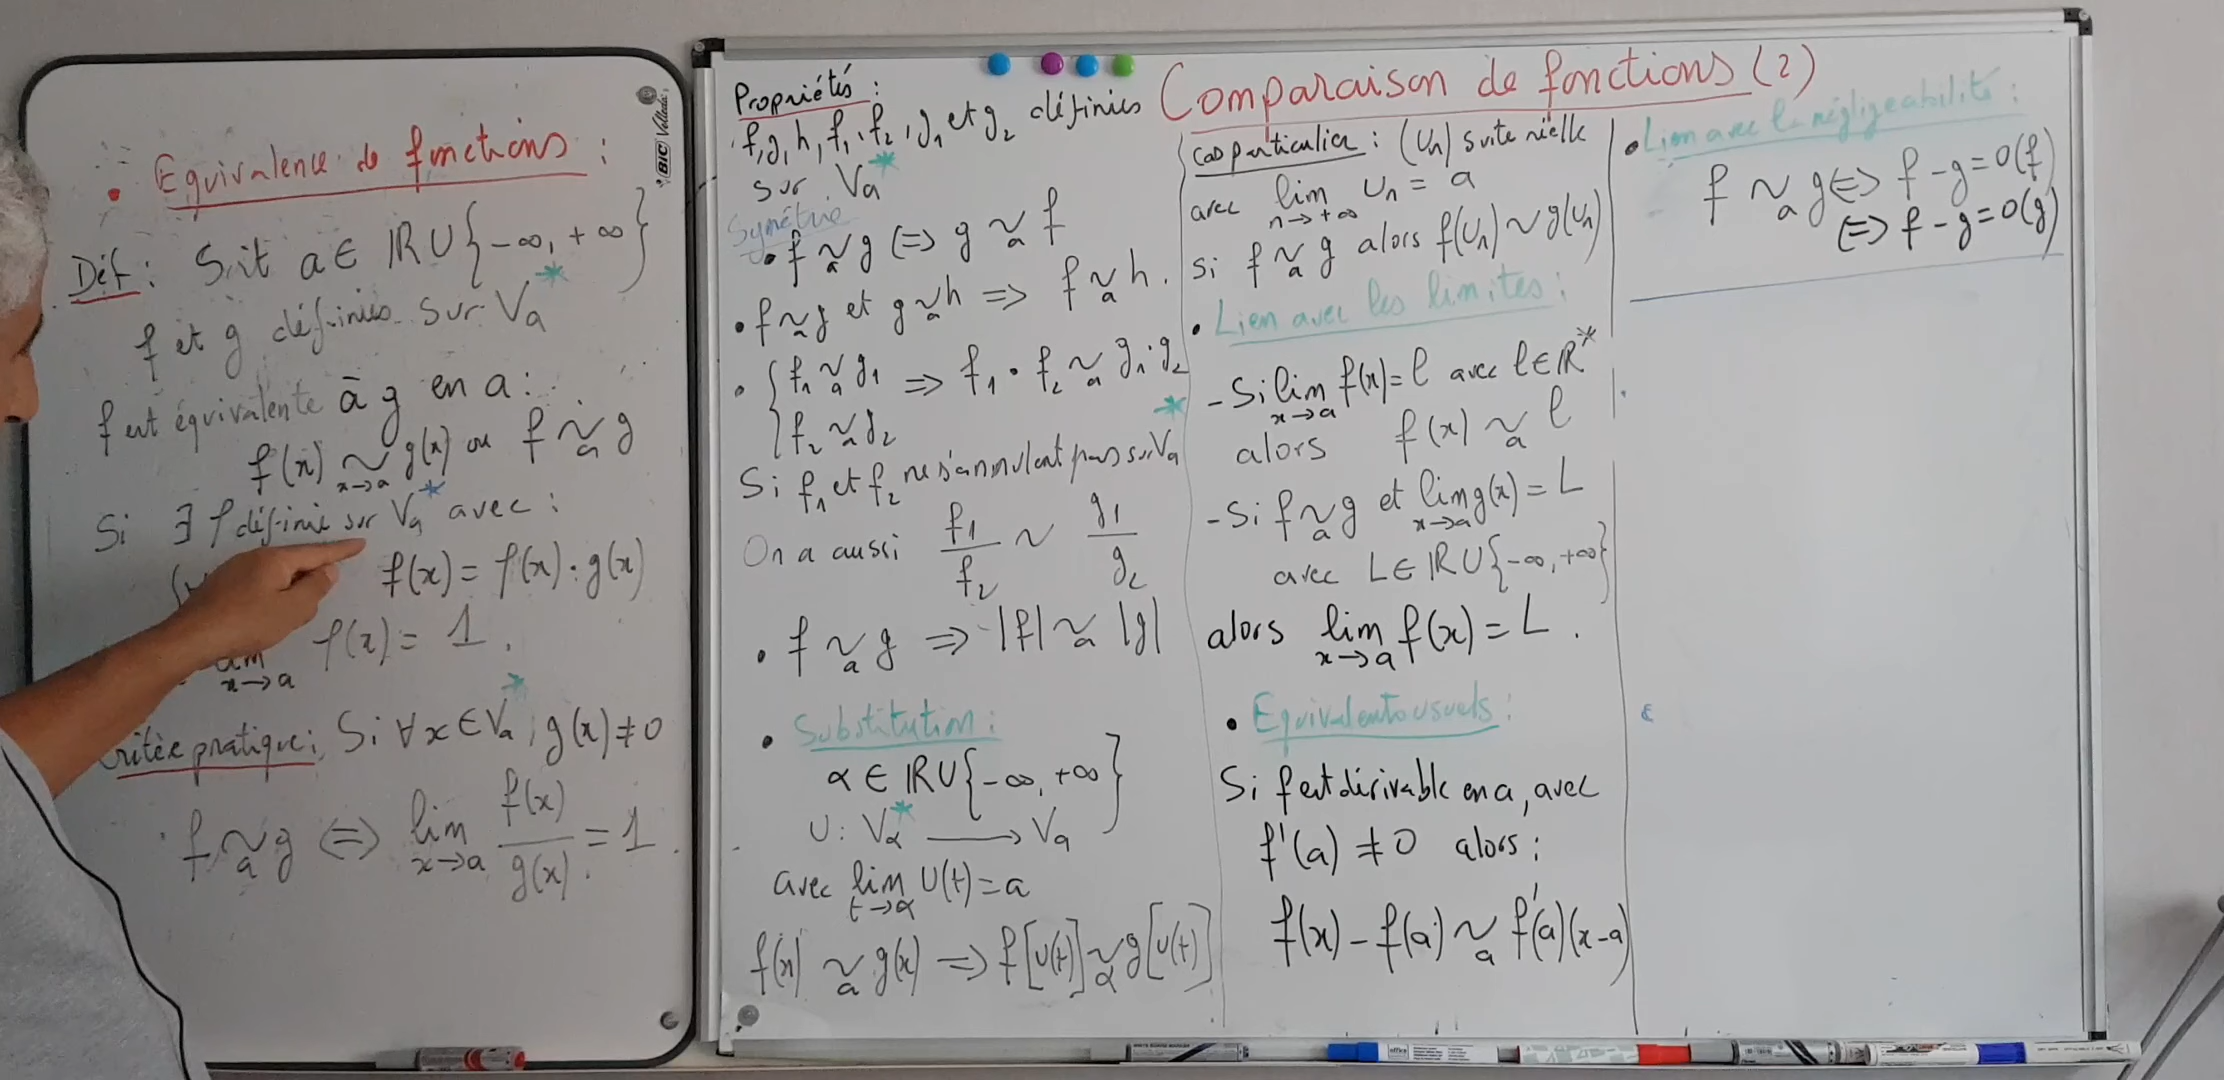 Comparaison de fonctions (2)
• Equivalence de fonctions :
Déf : Soit a ∈ ℝ ∪ {-∞, +∞}
f et g définies sur Va*
f est équivalente à g en a :
f(x) ~ g(x) ou f ~ g
x→a a
Si ∃ φ définie sur Va* avec :
f(x) = φ(x) · g(x)
φ(x) = 1 .
x→a
pratique : Si ∀x ∈ Va*, g(x) ≠ 0
f ~a g ⇔ lim x→a f(x)/g(x) = 1 .
BIC Velleda
Propriétés :
f, g, h, f₁, f₂, g₁ et g₂ définies
sur Va*
Symétrie
• f ~a g ⇔ g ~a f
• f ~a g et g ~a h ⇒ f ~a h .
• { f₁ ~a g₁ ⇒ f₁ · f₂ ~a g₁ · g₂
f₂ ~a g₂
Si f₁ et f₂ ne s'annulent pas sur Va*
On a aussi f₁/f₂ ~ g₁/g₂
• f ~a g ⇒ |f| ~a |g|
• Substitution :
α ∈ ℝ ∪ {-∞, +∞}
U : Vα* → Va
avec lim t→α U(t) = a
f(x) ~a g(x) ⇒ f[U(t)] ~α g[U(t)]
Cas particulier : (Un) suite réelle
avec lim n→+∞ Un = a
Si f ~a g alors f(Un) ~ g(Un)
• Lien avec les limites :
- Si lim x→a f(x) = l avec l ∈ ℝ*
alors f(x) ~a l
- Si f ~a g et lim x→a g(x) = L
avec L ∈ ℝ ∪ {-∞, +∞}
alors lim x→a f(x) = L .
• Equivalents usuels :
Si f est dérivable en a, avec
f'(a) ≠ 0 alors :
f(x) - f(a) ~a f'(a)(x-a)
• Lien avec la négligeabilité :
f ~a g ⇔ f - g = o(f)
⇔ f - g = o(g)